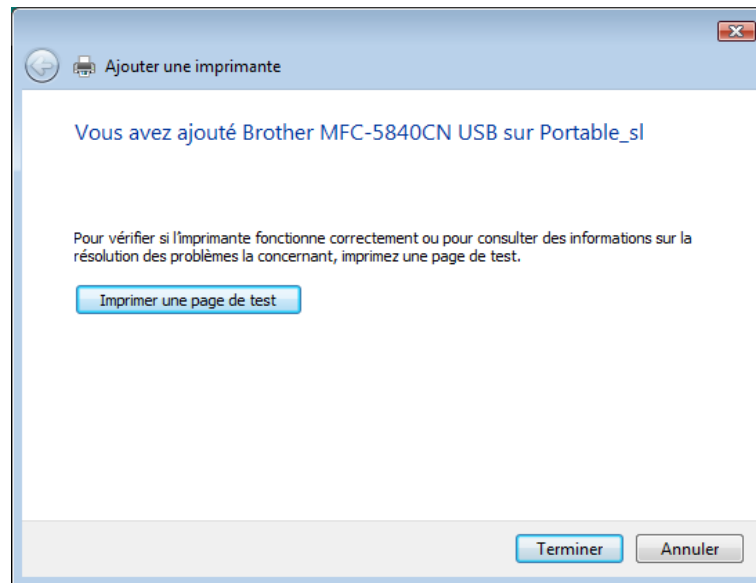 Ajouter une imprimante
Vous avez ajouté Brother MFC-5840CN USB sur Portable_sl
Pour vérifier si l'imprimante fonctionne correctement ou pour consulter des informations sur la
résolution des problèmes la concernant, imprimez une page de test.
Imprimer une page de test
Terminer
Annuler